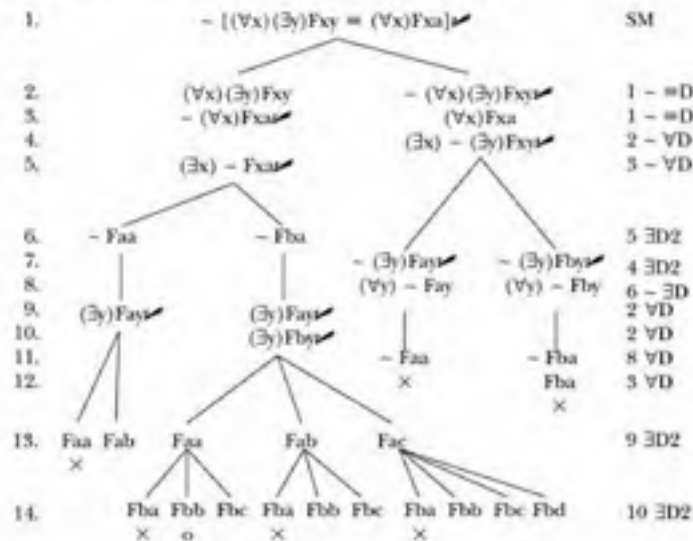 1. ~ [(∀x)(∃y)Fxy ≡ (∀x)Fxa]✔ SM
2. (∀x)(∃y)Fxy ~ (∀x)(∃y)Fxy✔ 1 ~ ≡D
3. ~ (∀x)Fxa✔ (∀x)Fxa 1 ~ ≡D
4. (∃x) ~ (∃y)Fxy✔ 2 ~ ∀D
5. (∃x) ~ Fxa✔ 3 ~ ∀D
6. ~ Faa ~ Fba 5 ∃D2
7. ~ (∃y)Fay✔ ~ (∃y)Fby✔ 4 ∃D2
8. (∀y) ~ Fay (∀y) ~ Fby 6 ~ ∃D
9. (∃y)Fay✔ (∃y)Fay✔ 2 ∀D
10. (∃y)Fby✔ 2 ∀D
11. ~ Faa ~ Fba 8 ∀D
12. × Fba 3 ∀D
×
13. Faa Fab Faa Fab Fac 9 ∃D2
×
14. Fba Fbb Fbc Fba Fbb Fbc Fba Fbb Fbc Fbd 10 ∃D2
× o × ×